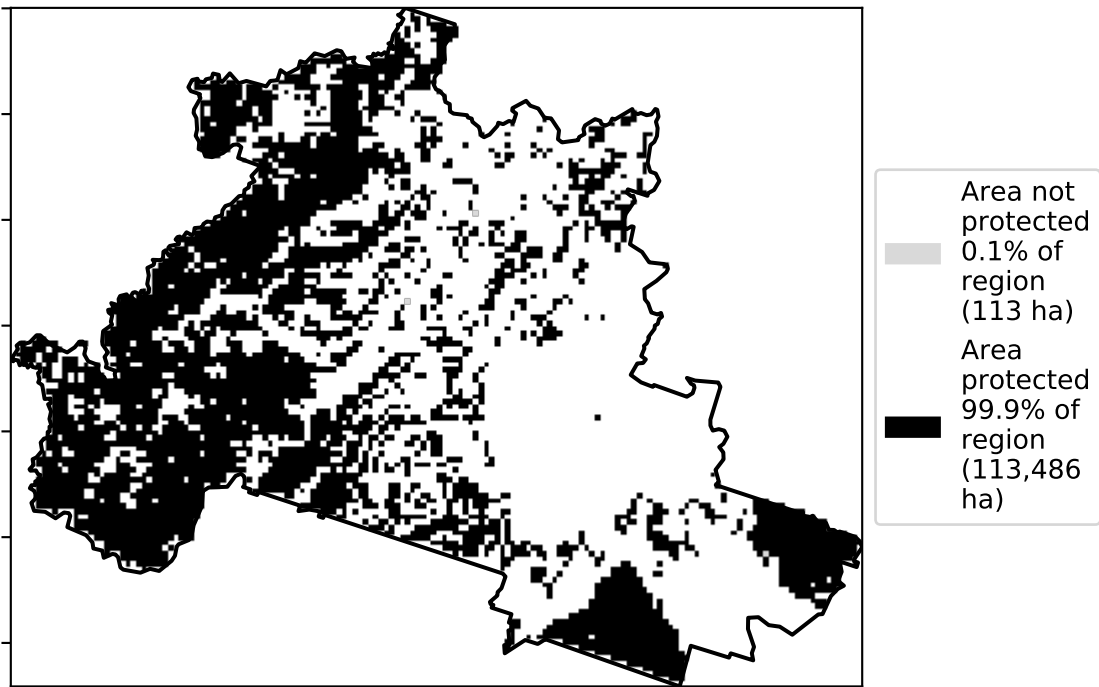 Area not
protected
0.1% of
region
(113 ha)
Area
protected
99.9% of
region
(113,486
ha)